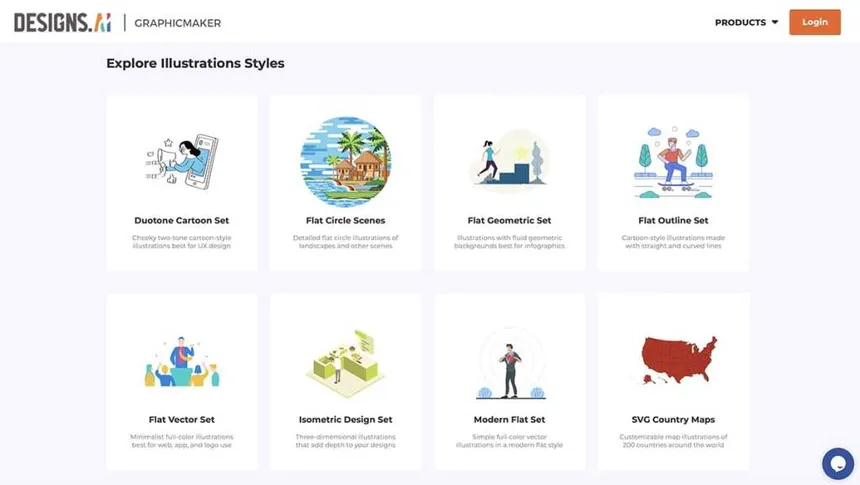 DESIGNS.AI | GRAPHICMAKER
PRODUCTS
Login
Explore Illustrations Styles
Duotone Cartoon Set
Cheeky two-tone cartoon-style
illustrations best for UX design
Flat Circle Scenes
Detailed flat circle illustrations of
landscapes and other scenes
Flat Geometric Set
Illustrations with fluid geometric
backgrounds best for infographics
Flat Outline Set
Cartoon-style illustrations made
with straight and curved lines
Flat Vector Set
Minimalist full-color illustrations
best for web, app, and logo use
Isometric Design Set
Three-dimensional illustrations
that add depth to your designs
Modern Flat Set
Simple full-color vector
illustrations in a modern flat style
SVG Country Maps
Customizable map illustrations of
200 countries around the world